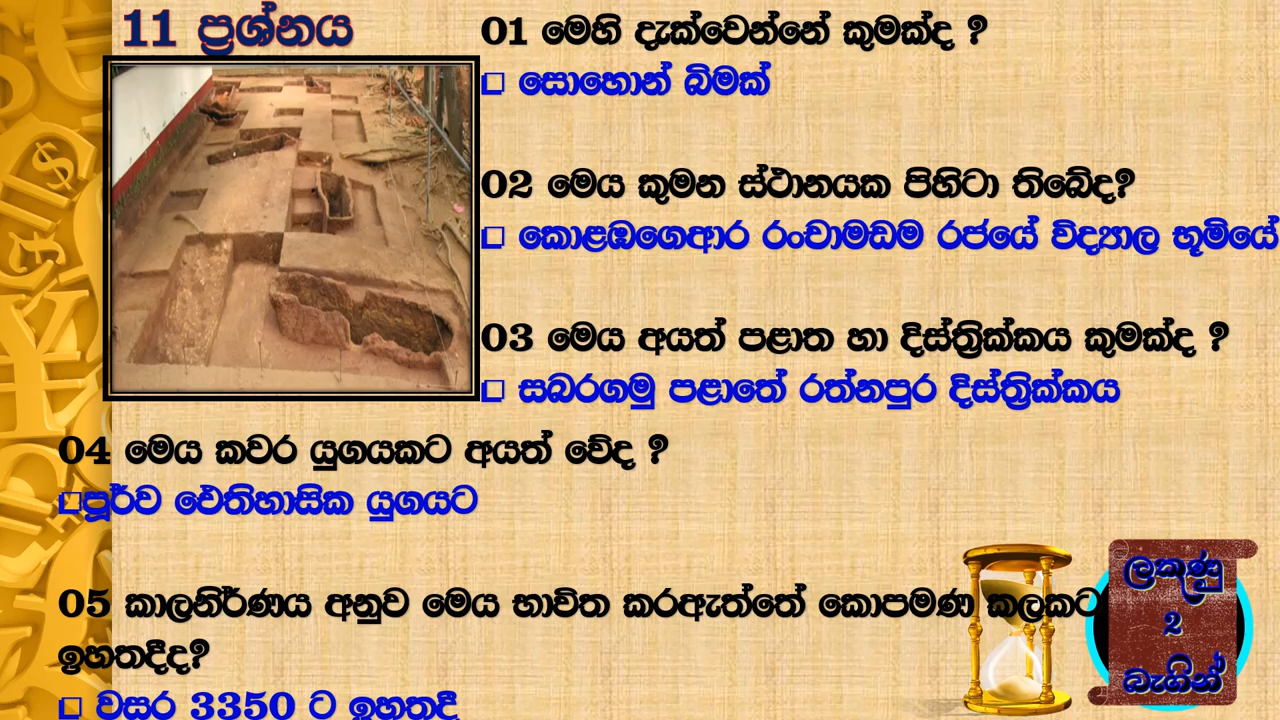 11 ප්‍රශ්නය
01 මෙහි දැක්වෙන්නේ කුමක්ද ?
□ සොහොන් බිමක්
02 මෙය කුමන ස්ථානයක පිහිටා තිබේද?
□ කොළඹගෙආර රංචාමඩම රජයේ විද්‍යාල භූමියේ
03 මෙය අයත් පළාත හා දිස්ත්‍රික්කය කුමක්ද ?
□ සබරගමු පළාතේ රත්නපුර දිස්ත්‍රික්කය
04 මෙය කවර යුගයකට අයත් වේද ?
□පූර්ව ඓතිහාසික යුගයට
05 කාලනිර්ණය අනුව මෙය භාවිත කරඇත්තේ කොපමණ කලකට
ඉහතදීද?
□ වසර 3350 ට ඉහතදී
ලකුණු
2
බැගින්